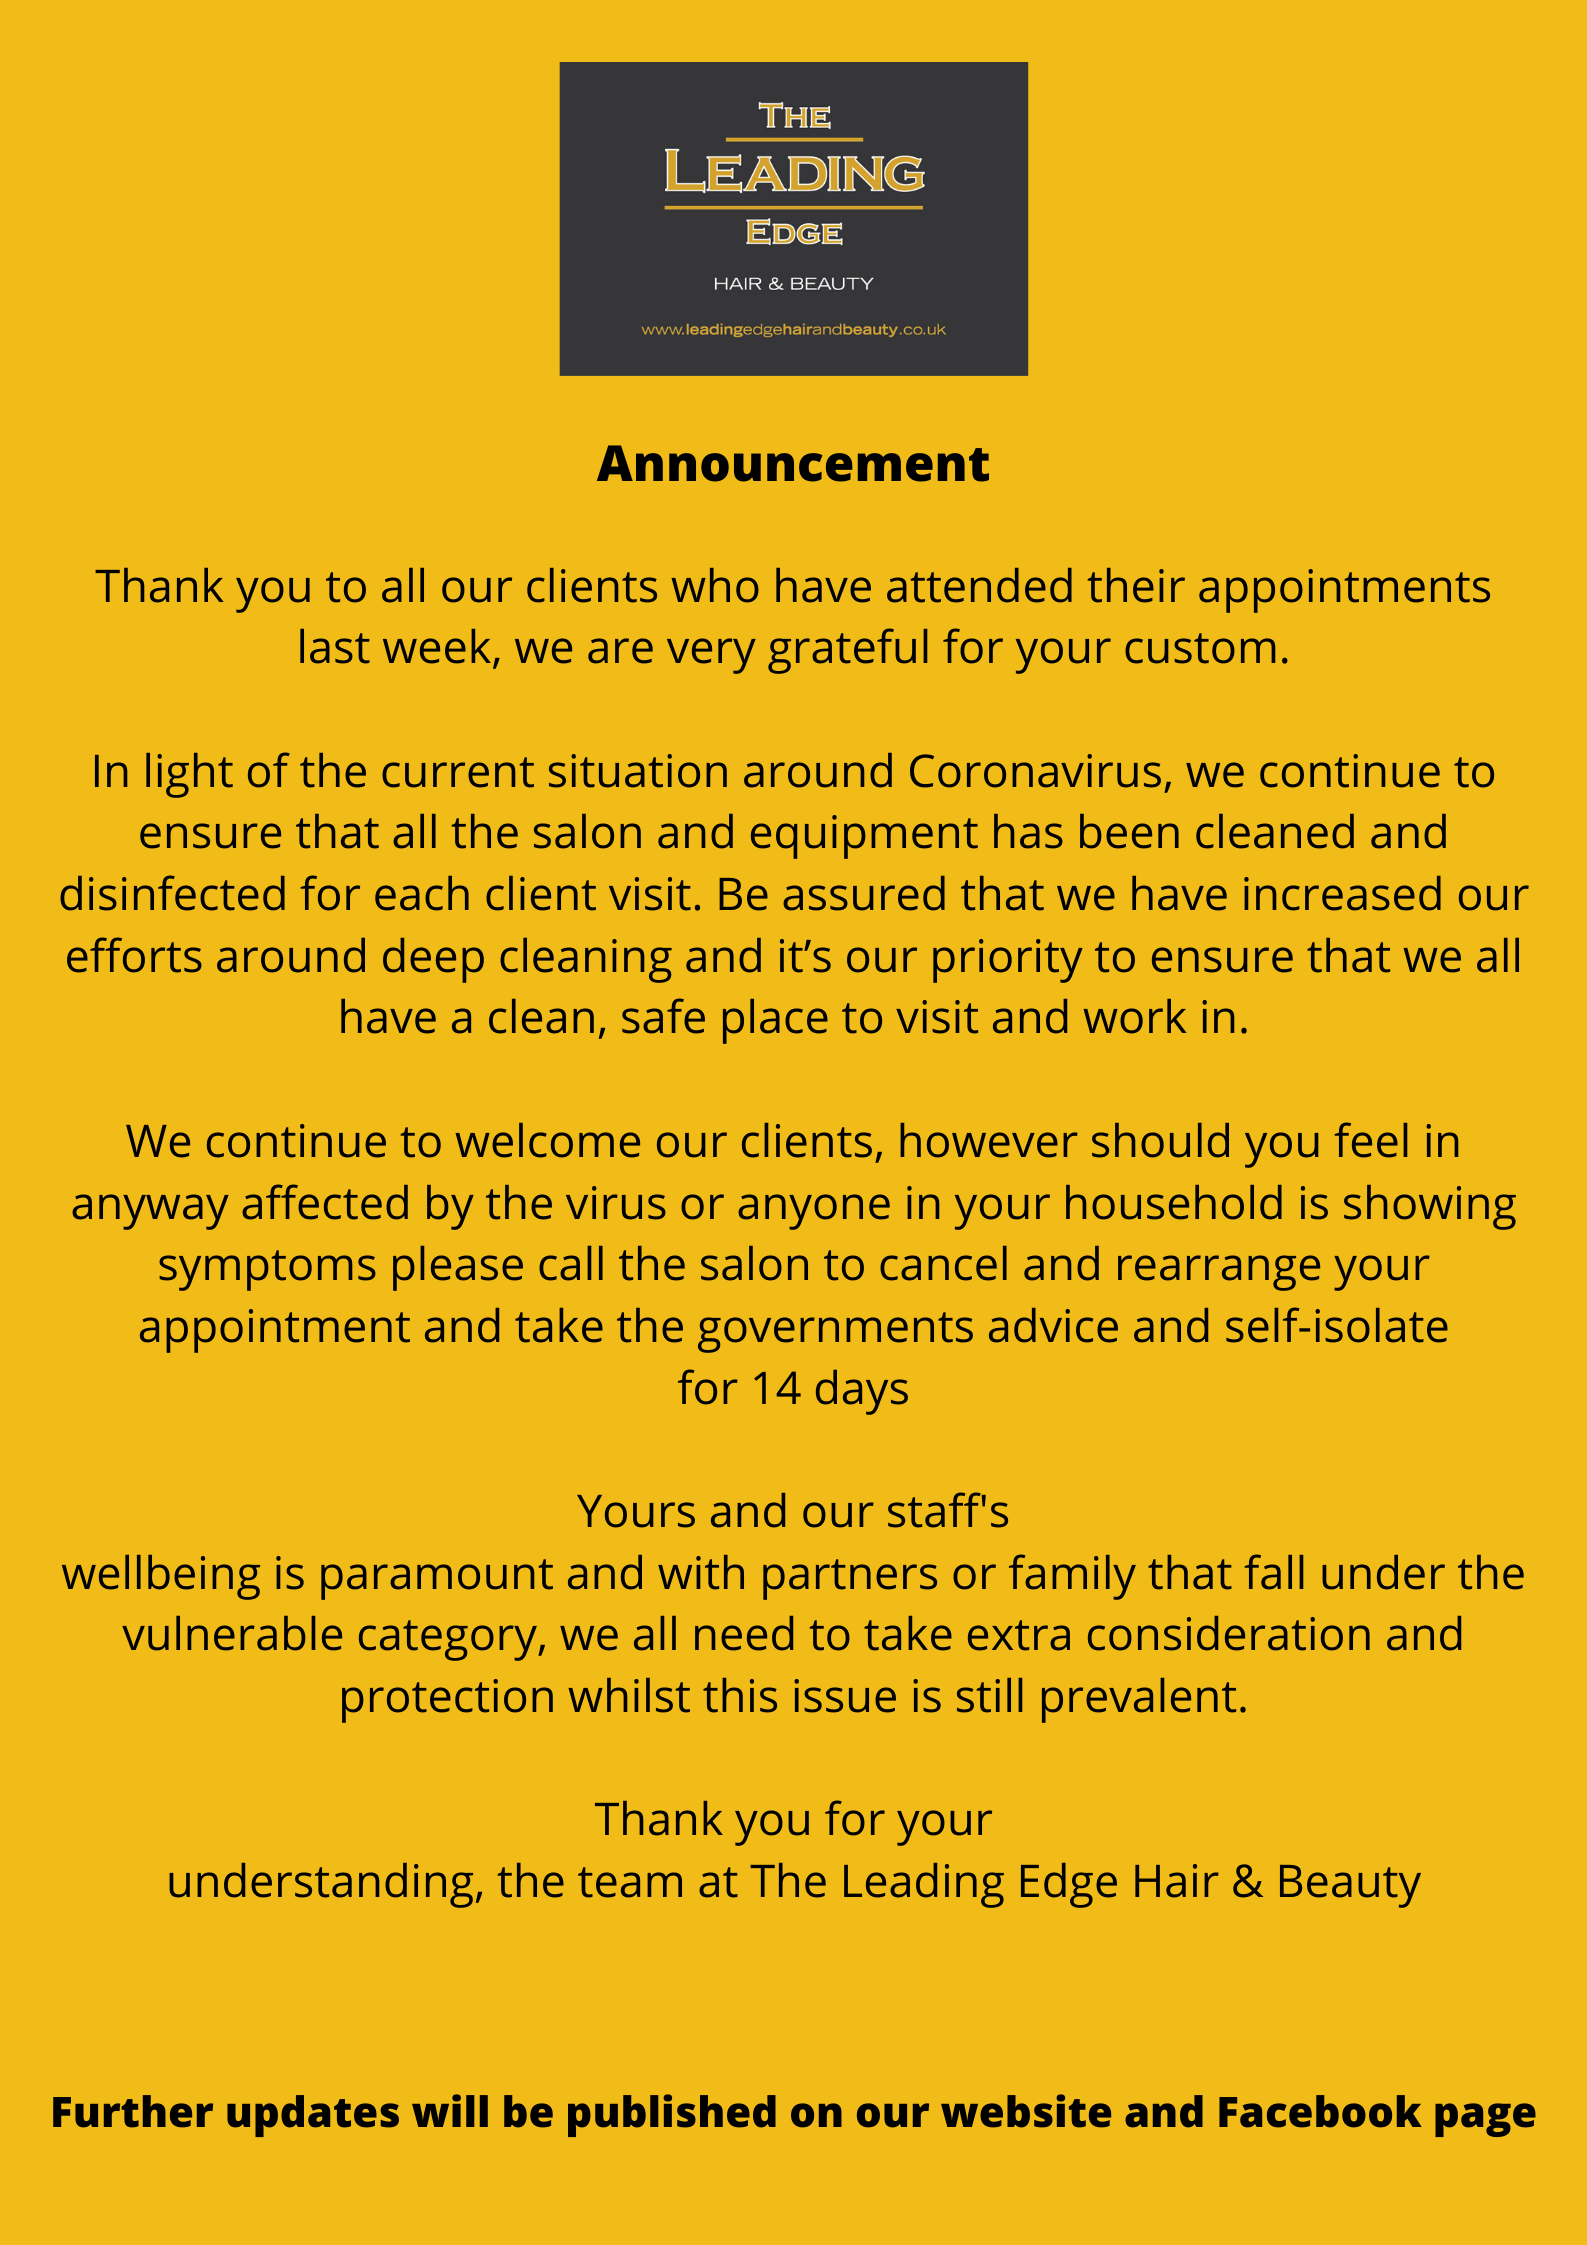 THE
LEADING
EDGE
HAIR & BEAUTY
www.leadingedgehairandbeauty.co.uk
Announcement
Thank you to all our clients who have attended their appointments
last week, we are very grateful for your custom.
In light of the current situation around Coronavirus, we continue to
ensure that all the salon and equipment has been cleaned and
disinfected for each client visit. Be assured that we have increased our
efforts around deep cleaning and it’s our priority to ensure that we all
have a clean, safe place to visit and work in.
We continue to welcome our clients, however should you feel in
anyway affected by the virus or anyone in your household is showing
symptoms please call the salon to cancel and rearrange your
appointment and take the governments advice and self-isolate
for 14 days
Yours and our staff's
wellbeing is paramount and with partners or family that fall under the
vulnerable category, we all need to take extra consideration and
protection whilst this issue is still prevalent.
Thank you for your
understanding, the team at The Leading Edge Hair & Beauty
Further updates will be published on our website and Facebook page